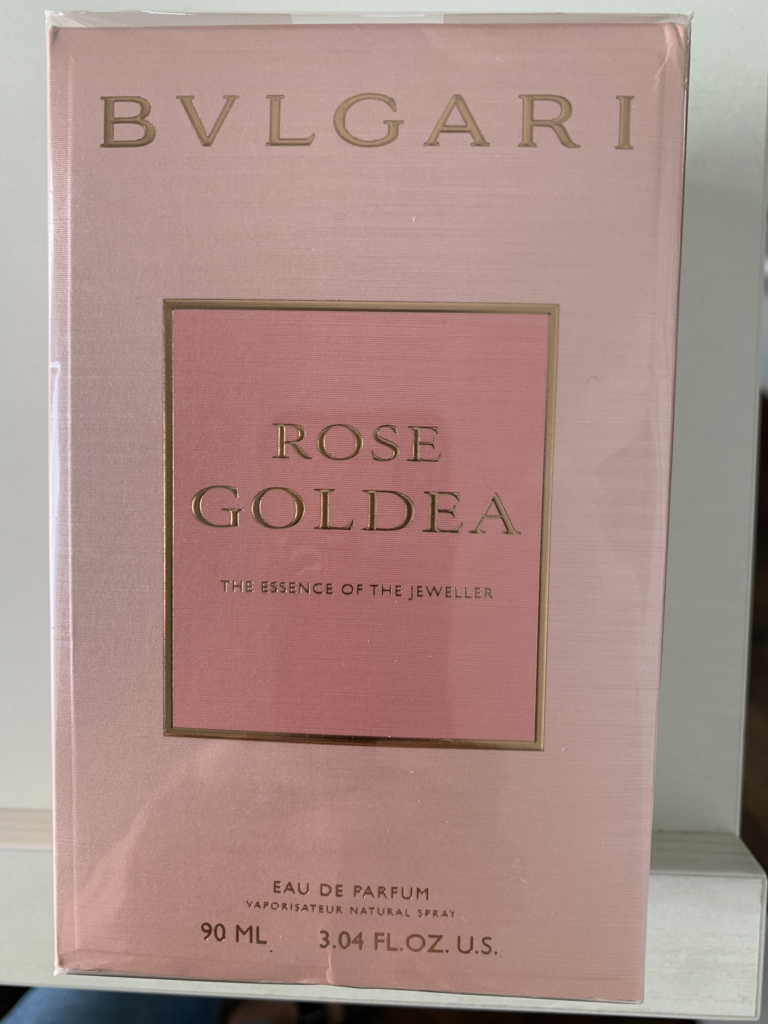 BVLGARI
ROSE
GOLDEA
THE ESSENCE OF THE JEWELLER
EAU DE PARFUM
VAPORISATEUR NATURAL SPRAY
90 ML 3.04 FL.OZ. U.S.